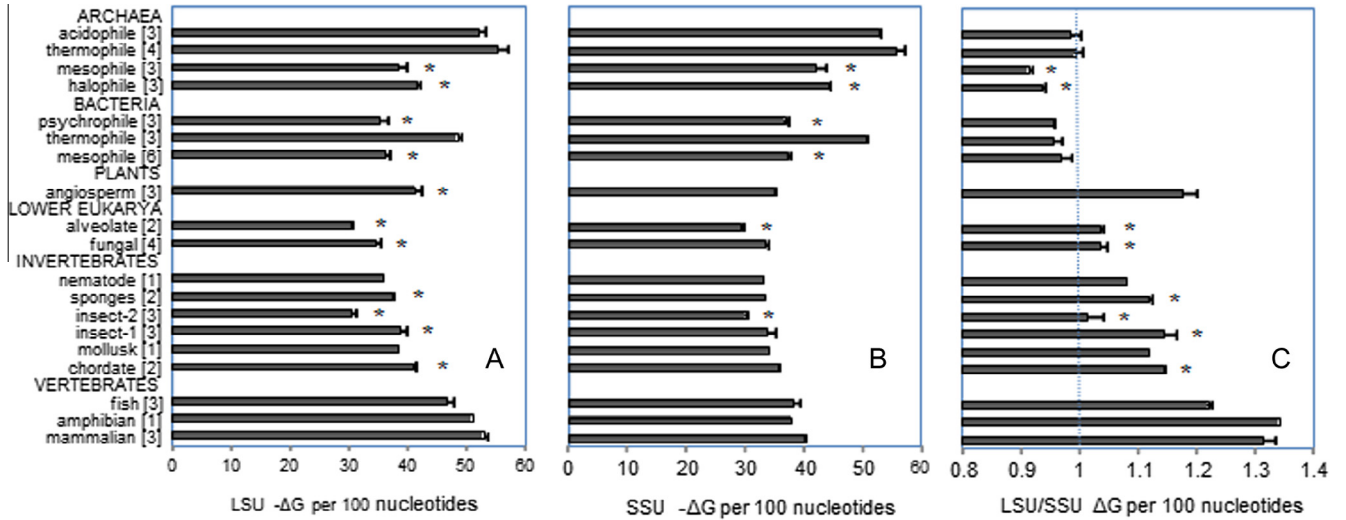 ARCHAEA
acidophile [3]
thermophile [4]
mesophile [3] * * *
halophile [3] * * *
BACTERIA
psychrophile [3] * *
thermophile [3]
mesophile [6] * *
PLANTS
angiosperm [3] *
LOWER EUKARYA
alveolate [2] * * *
fungal [4] * *
INVERTEBRATES
nematode [1]
sponges [2] * *
insect-2 [3] * * *
insect-1 [3] * *
mollusk [1]
A B C
chordate [2] * *
VERTEBRATES
fish [3]
amphibian [1]
mammalian [3]
0 10 20 30 40 50 60
0 10 20 30 40 50 60
0.8 0.9 1 1.1 1.2 1.3 1.4
LSU -ΔG per 100 nucleotides
SSU -ΔG per 100 nucleotides
LSU/SSU ΔG per 100 nucleotides